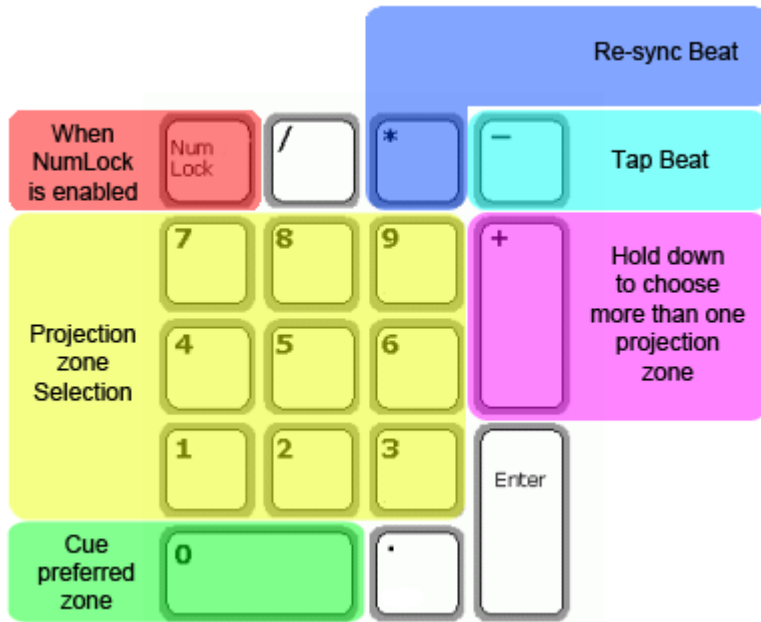 Re-sync Beat
When
NumLock
is enabled
Num
Lock
/
*
−
Tap Beat
7
8
9
+
Hold down
to choose
more than one
projection
zone
Projection
zone
Selection
4
5
6
1
2
3
Enter
Cue
preferred
zone
0
.